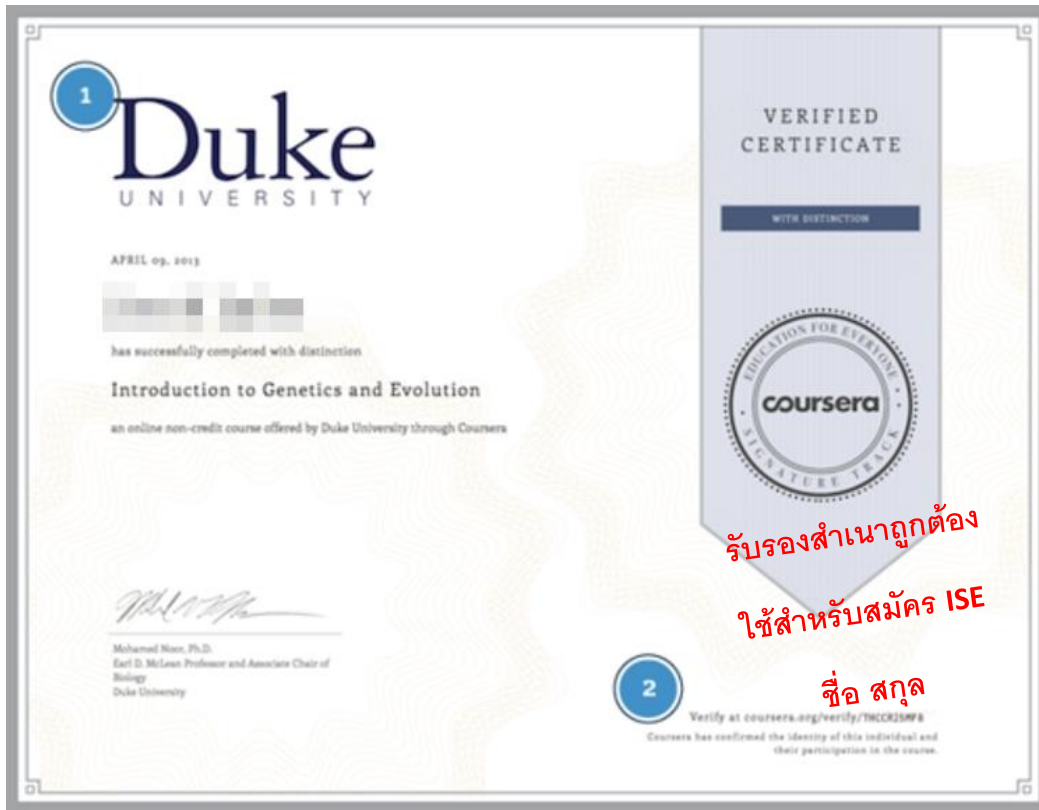 1
Duke
UNIVERSITY
APRIL 09, 2013
has successfully completed with distinction
Introduction to Genetics and Evolution
an online non-credit course offered by Duke University through Coursera
Mohamed Noor, Ph.D.
Earl D. McLean Professor and Associate Chair of
Biology
Duke University
VERIFIED
CERTIFICATE
WITH DISTINCTION
EDUCATION FOR EVERYONE
coursera
SIGNATURE TRACK
รับรองสำเนาถูกต้อง
ใช้สำหรับสมัคร ISE
ชื่อ สกุล
2
Verify at coursera.org/verify/THCCR25MF8
Coursera has confirmed the identity of this individual and
their participation in the course.